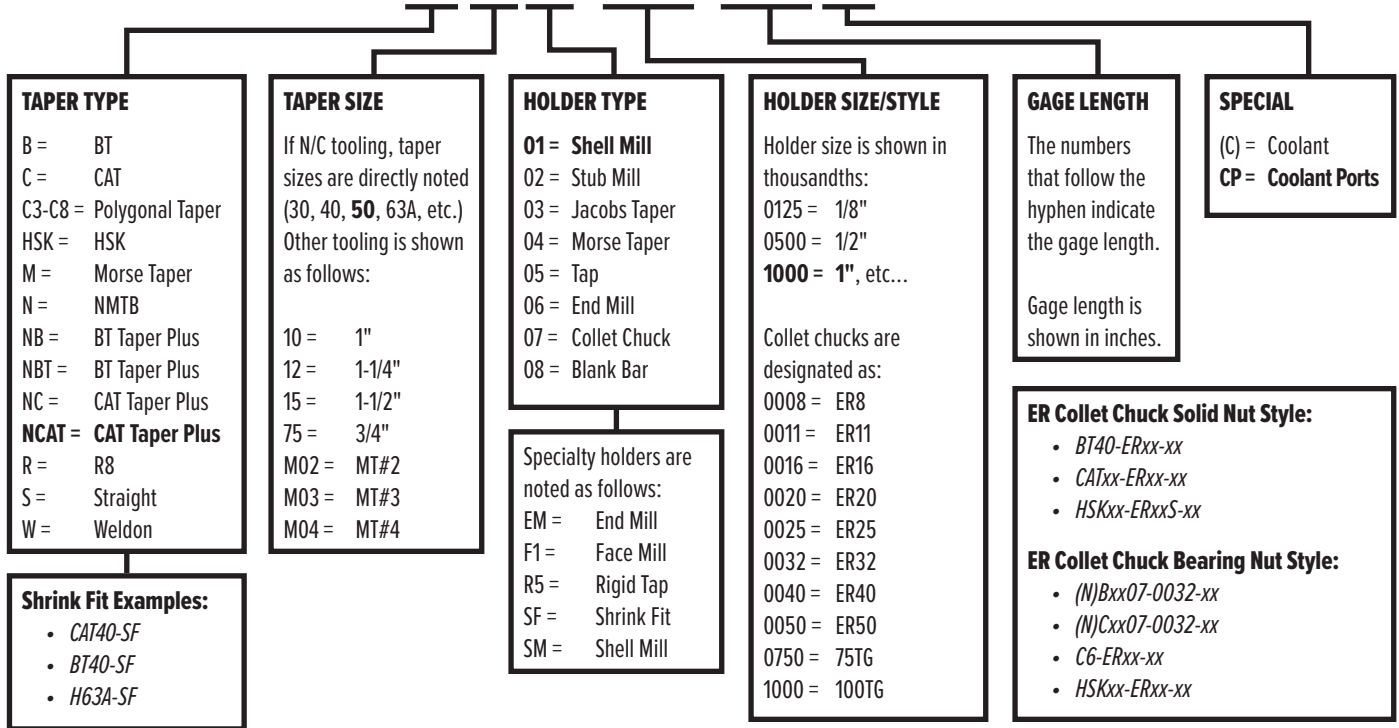 TAPER TYPE
B = BT
C = CAT
C3-C8 = Polygonal Taper
HSK = HSK
M = Morse Taper
N = NMTB
NB = BT Taper Plus
NBT = BT Taper Plus
NC = CAT Taper Plus
NCAT = CAT Taper Plus
R = R8
S = Straight
W = Weldon
Shrink Fit Examples:
• CAT40-SF
• BT40-SF
• H63A-SF
TAPER SIZE
If N/C tooling, taper
sizes are directly noted
(30, 40, 50, 63A, etc.)
Other tooling is shown
as follows:
10 = 1"
12 = 1-1/4"
15 = 1-1/2"
75 = 3/4"
M02 = MT#2
M03 = MT#3
M04 = MT#4
HOLDER TYPE
01 = Shell Mill
02 = Stub Mill
03 = Jacobs Taper
04 = Morse Taper
05 = Tap
06 = End Mill
07 = Collet Chuck
08 = Blank Bar
Specialty holders are
noted as follows:
EM = End Mill
F1 = Face Mill
R5 = Rigid Tap
SF = Shrink Fit
SM = Shell Mill
HOLDER SIZE/STYLE
Holder size is shown in
thousandths:
0125 = 1/8"
0500 = 1/2"
1000 = 1", etc...
Collet chucks are
designated as:
0008 = ER8
0011 = ER11
0016 = ER16
0020 = ER20
0025 = ER25
0032 = ER32
0040 = ER40
0050 = ER50
0750 = 75TG
1000 = 100TG
GAGE LENGTH
The numbers
that follow the
hyphen indicate
the gage length.
Gage length is
shown in inches.
SPECIAL
(C) = Coolant
CP = Coolant Ports
ER Collet Chuck Solid Nut Style:
• BT40-ERxx-xx
• CATxx-ERxx-xx
• HSKxx-ERxxS-xx
ER Collet Chuck Bearing Nut Style:
• (N)Bxx07-0032-xx
• (N)Cxx07-0032-xx
• C6-ERxx-xx
• HSKxx-ERxx-xx